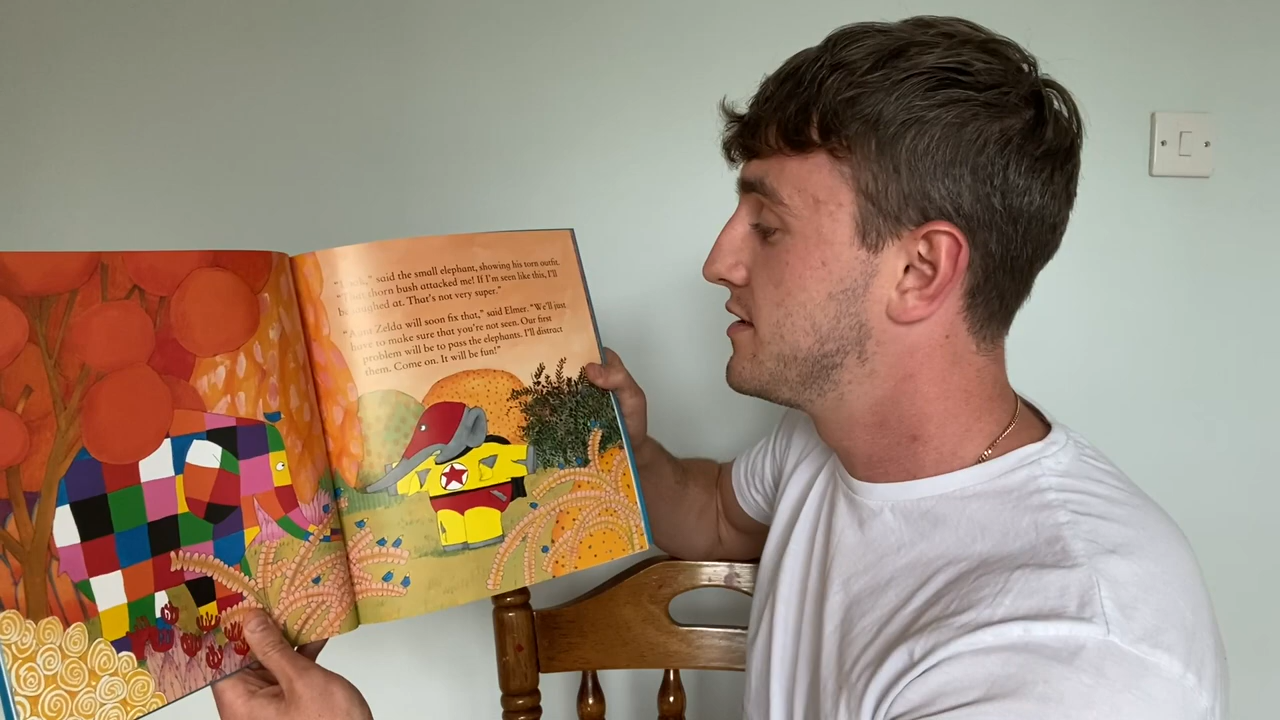 said the small elephant, showing his torn outfit.
thorn bush attacked me! If I'm seen like this, I'll
be laughed at. That's not very super."
"Aunt Zelda will soon fix that," said Elmer. "We'll just
have to make sure that you're not seen. Our first
problem will be to pass the elephants. I'll distract
them. Come on. It will be fun!"